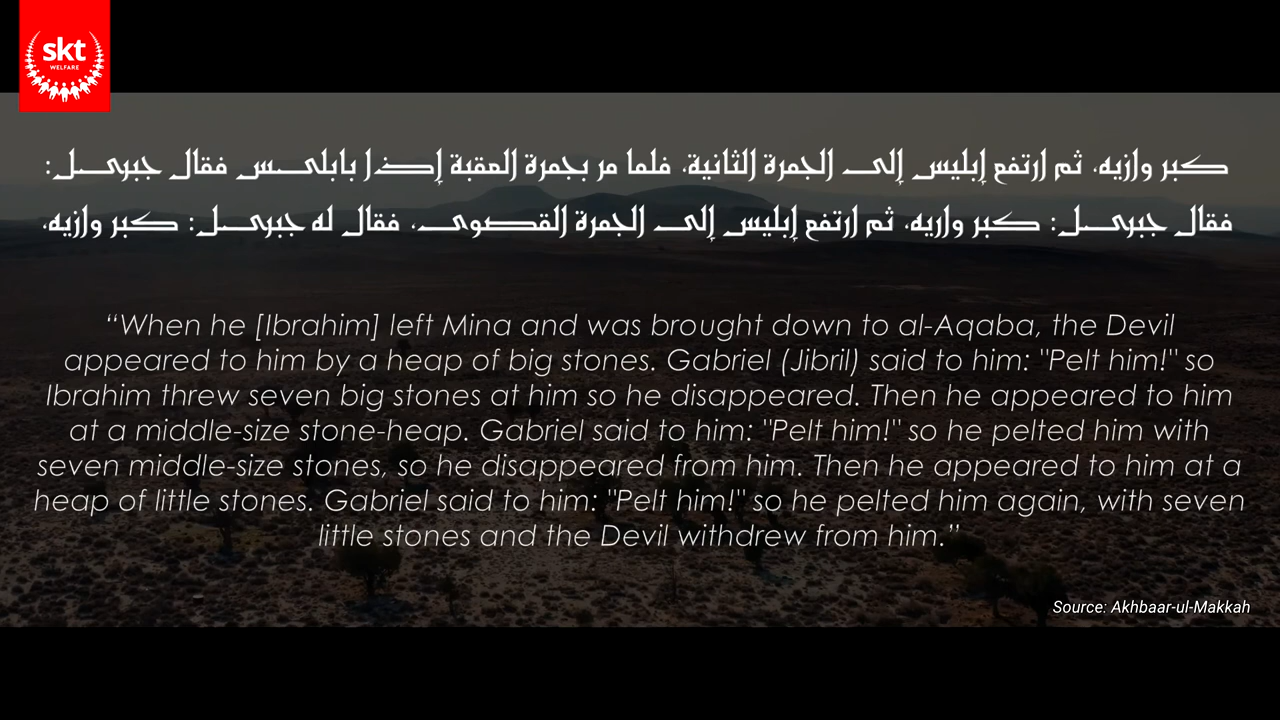 skt
WELFARE
كبر وارزيه، ثم ارتفع إبليس إلى الجمرة الثانية، فلما مر بجمرة العقبة إذا بابليس فقال جبريل:
فقال جبريل: كبر واريه، ثم ارتفع إبليس إلى الجمرة القصوى، فقال له جبريل: كبر وازيه،
“When he [Ibrahim] left Mina and was brought down to al-Aqaba, the Devil
appeared to him by a heap of big stones. Gabriel (Jibril) said to him: "Pelt him!" so
Ibrahim threw seven big stones at him so he disappeared. Then he appeared to him
at a middle-size stone-heap. Gabriel said to him: "Pelt him!" so he pelted him with
seven middle-size stones, so he disappeared from him. Then he appeared to him at a
heap of little stones. Gabriel said to him: "Pelt him!" so he pelted him again, with seven
little stones and the Devil withdrew from him.”
Source: Akhbaar-ul-Makkah